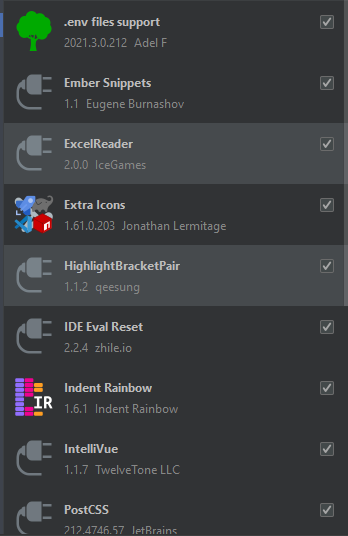 .env files support
2021.3.0.212 Adel F
Ember Snippets
1.1 Eugene Burnashov
ExcelReader
2.0.0 IceGames
Extra Icons
1.61.0.203 Jonathan Lermitage
HighlightBracketPair
1.1.2 qeesung
IDE Eval Reset
2.2.4 zhile.io
IR
Indent Rainbow
1.6.1 Indent Rainbow
IntelliVue
1.1.7 TwelveTone LLC
PostCSS
212.4746.57 JetBrains